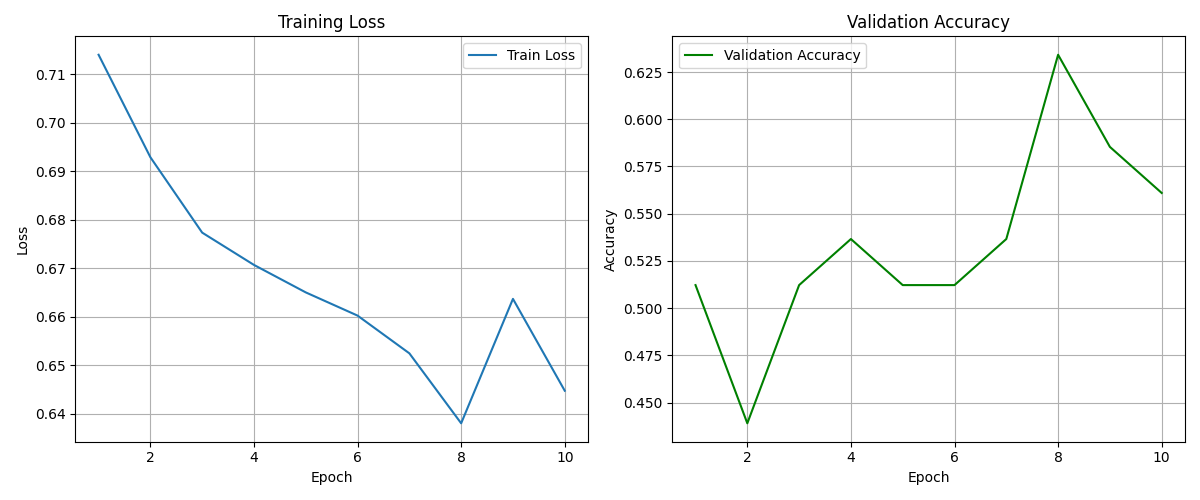 Training Loss
Train Loss
0.71
0.70
0.69
0.68
0.67
0.66
0.65
0.64
Loss
2 4 6 8 10
Epoch
Validation Accuracy
Validation Accuracy
0.625
0.600
0.575
0.550
0.525
0.500
0.475
0.450
Accuracy
2 4 6 8 10
Epoch